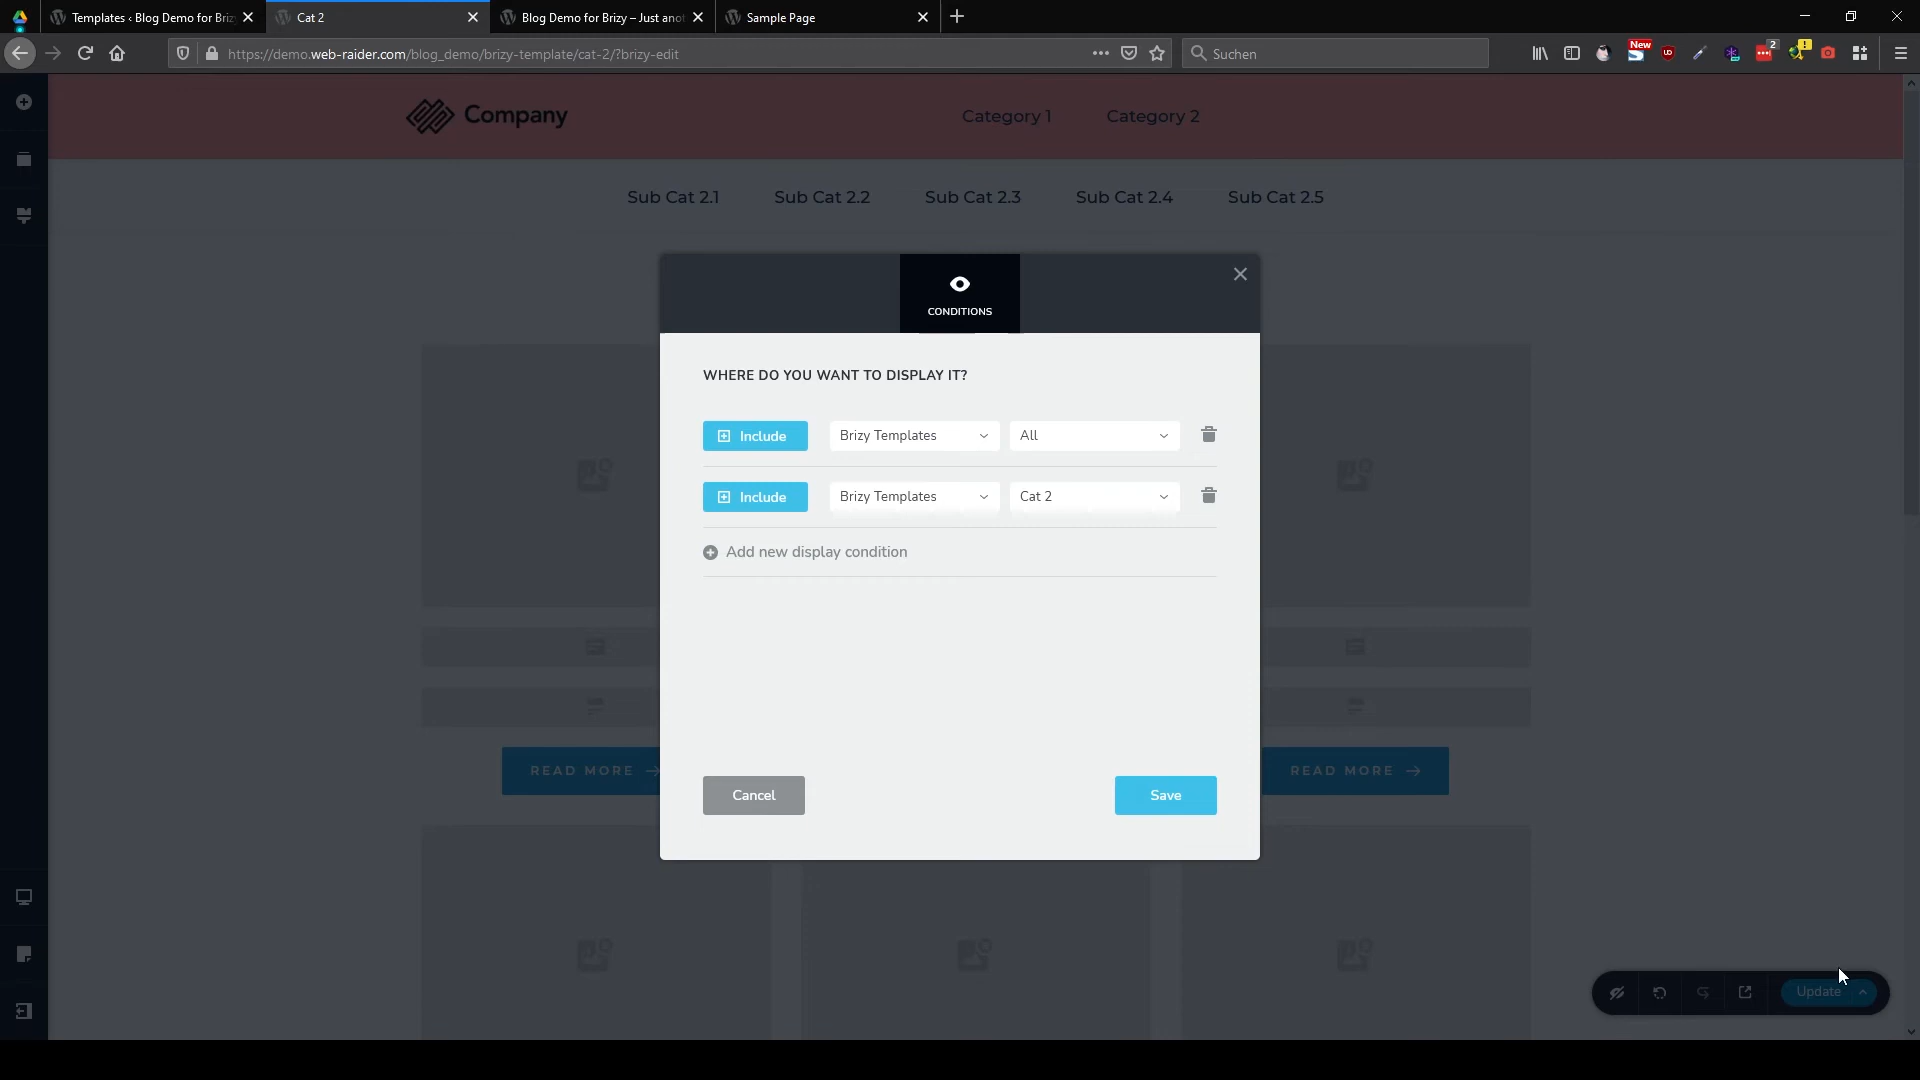 Templates ‹ Blog Demo for Briz
Cat 2
Blog Demo for Brizy – Just anot
Sample Page
https://demo.web-raider.com/blog_demo/brizy-template/cat-2/?brizy-edit
Suchen
New
2
Company
Category 1
Category 2
Sub Cat 2.1
Sub Cat 2.2
Sub Cat 2.3
Sub Cat 2.4
Sub Cat 2.5
CONDITIONS
WHERE DO YOU WANT TO DISPLAY IT?
Include
Brizy Templates
All
Include
Brizy Templates
Cat 2
Add new display condition
READ MORE
READ MORE
Cancel
Save
Update